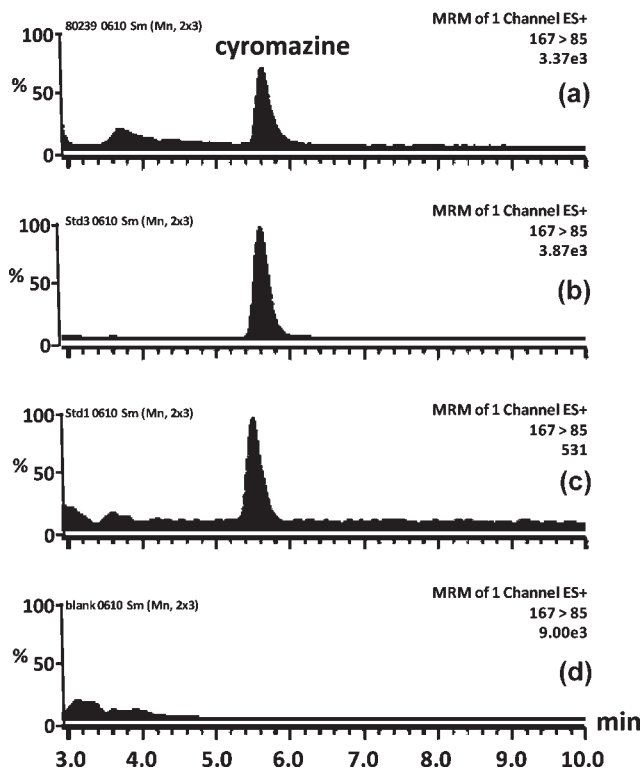 80239 0610 Sm (Mn, 2x3)
MRM of 1 Channel ES+
100
cyromazine
167 > 85
3.37e3
%
50
(a)
0
Std3 0610 Sm (Mn, 2x3)
MRM of 1 Channel ES+
100
167 > 85
3.87e3
%
50
(b)
0
Std1 0610 Sm (Mn, 2x3)
MRM of 1 Channel ES+
100
167 > 85
531
%
50
(c)
0
blank 0610 Sm (Mn, 2x3)
MRM of 1 Channel ES+
100
167 > 85
9.00e3
%
50
(d)
0
min
3.0 4.0 5.0 6.0 7.0 8.0 9.0 10.0